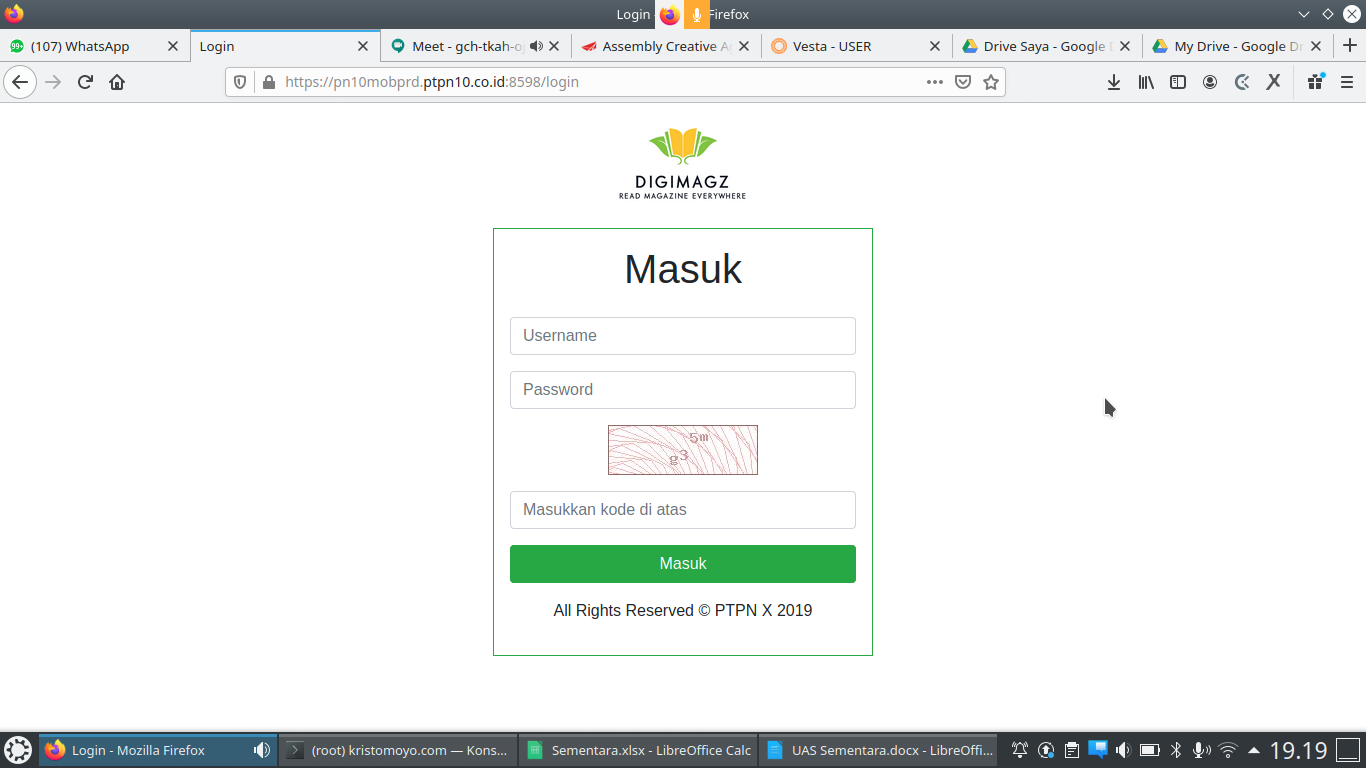 Login - Mozilla Firefox
(107) WhatsApp
Login
Meet - gch-tkah-oj
Assembly Creative A
Vesta - USER
Drive Saya - Google D
My Drive - Google Dr
https://pn10mobprd.ptpn10.co.id:8598/login
DIGIMAGZ
READ MAGAZINE EVERYWHERE
Masuk
Username
Password
5m
g3
Masukkan kode di atas
Masuk
All Rights Reserved © PTPN X 2019
Login - Mozilla Firefox
(root) kristomoyo.com — Kons...
Sementara.xlsx - LibreOffice Calc
UAS Sementara.docx - LibreOffi...
19.19